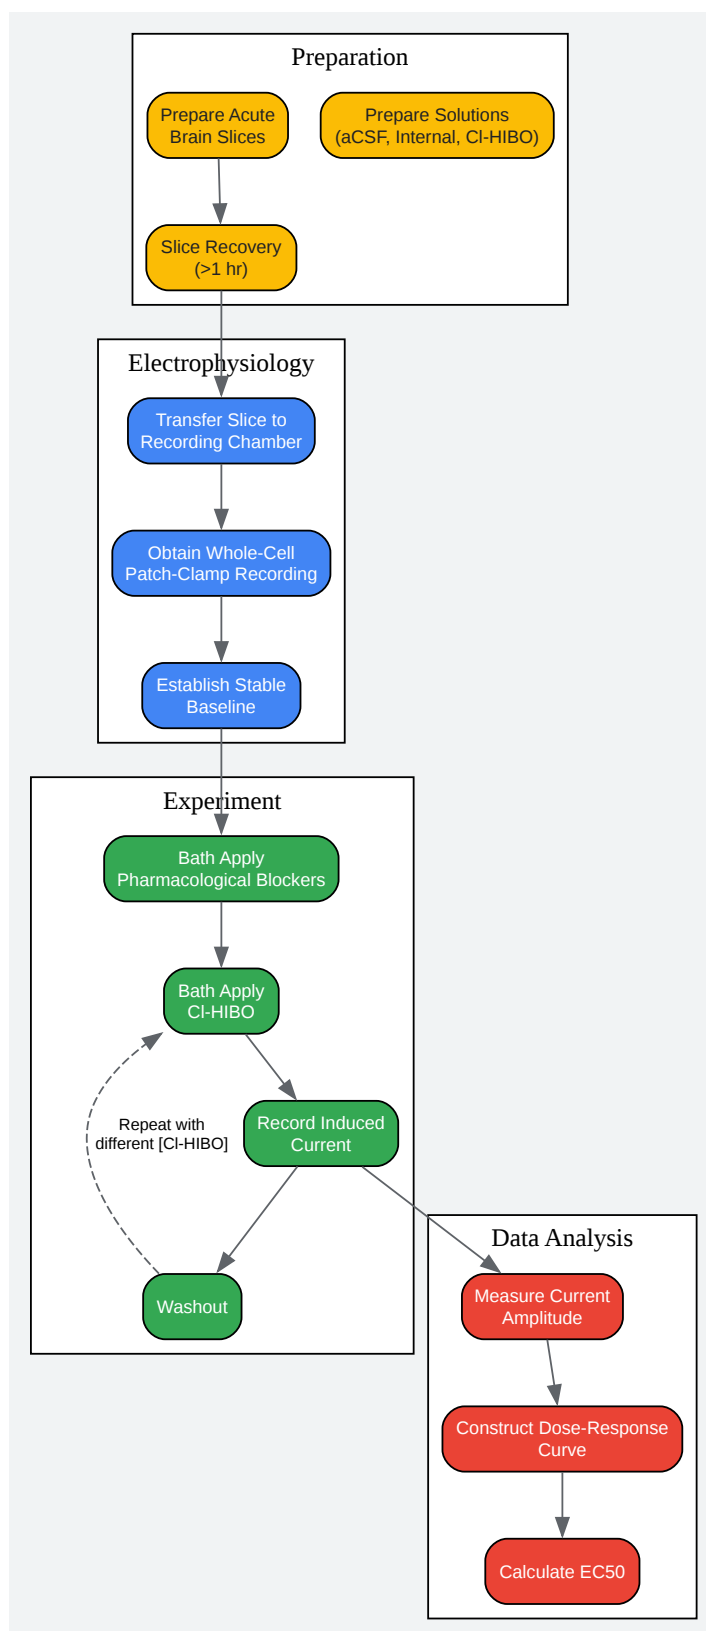 Preparation
Prepare Acute
Brain Slices
Prepare Solutions
(aCSF, Internal, Cl-HIBO)
Slice Recovery
(>1 hr)
Electrophysiology
Transfer Slice to
Recording Chamber
Obtain Whole-Cell
Patch-Clamp Recording
Establish Stable
Baseline
Experiment
Bath Apply
Pharmacological Blockers
Bath Apply
Cl-HIBO
Repeat with
different [Cl-HIBO]
Record Induced
Current
Washout
Data Analysis
Measure Current
Amplitude
Construct Dose-Response
Curve
Calculate EC50